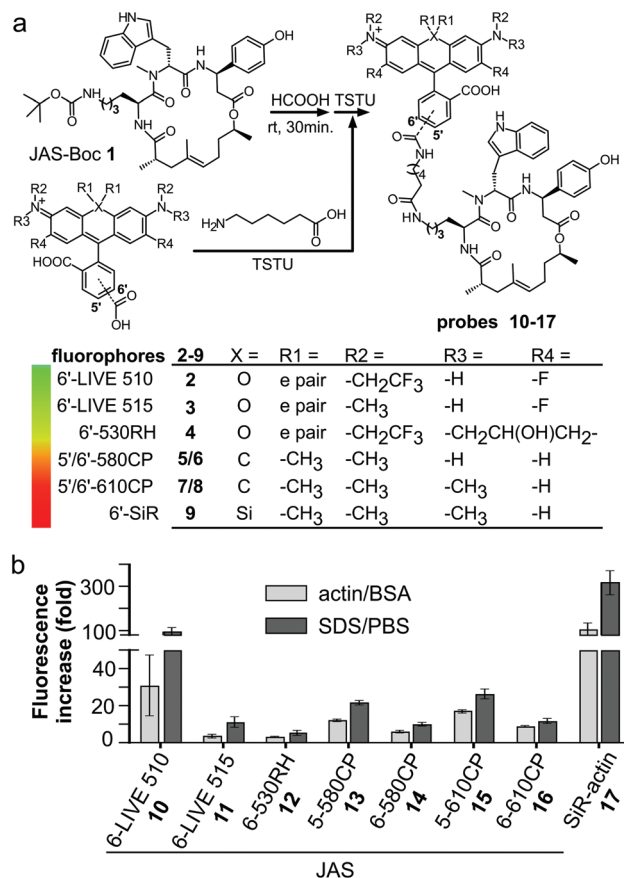 a
HN
O
N
H
N
OH
O
O
O
O
N
H
HN
(
)3
O
O
JAS-Boc 1
HCOOH
TSTU
rt, 30min.
R2
R1 R1
R2
N+
X
N
R3
R3
R4
O
R4
COOH
6'
5'
O
NH
(
)4
O
HN
(
)3
HN
N
O
H
N
OH
O
NH
O
O
O
probes 10-17
R2
R1 R1
R2
N+
X
N
R3
R3
R4
R4
HOOC
6'
5'
O
OH
H2N
O
OH
TSTU
fluorophores 2-9 X = R1 = R2 = R3 = R4 =
6'-LIVE 510 2 O e pair -CH2CF3 -H -F
6'-LIVE 515 3 O e pair -CH3 -H -F
6'-530RH 4 O e pair -CH2CF3 -CH2CH(OH)CH2-
5'/6'-580CP 5/6 C -CH3 -CH3 -H -H
5'/6'-610CP 7/8 C -CH3 -CH3 -CH3 -H
6'-SiR 9 Si -CH3 -CH3 -CH3 -H
b
Fluorescence
increase (fold)
300
100
40
20
0
actin/BSA
SDS/PBS
6-LIVE 510
10
6-LIVE 515
11
6-530RH
12
5-580CP
13
6-580CP
14
5-610CP
15
6-610CP
16
SiR-actin
17
JAS